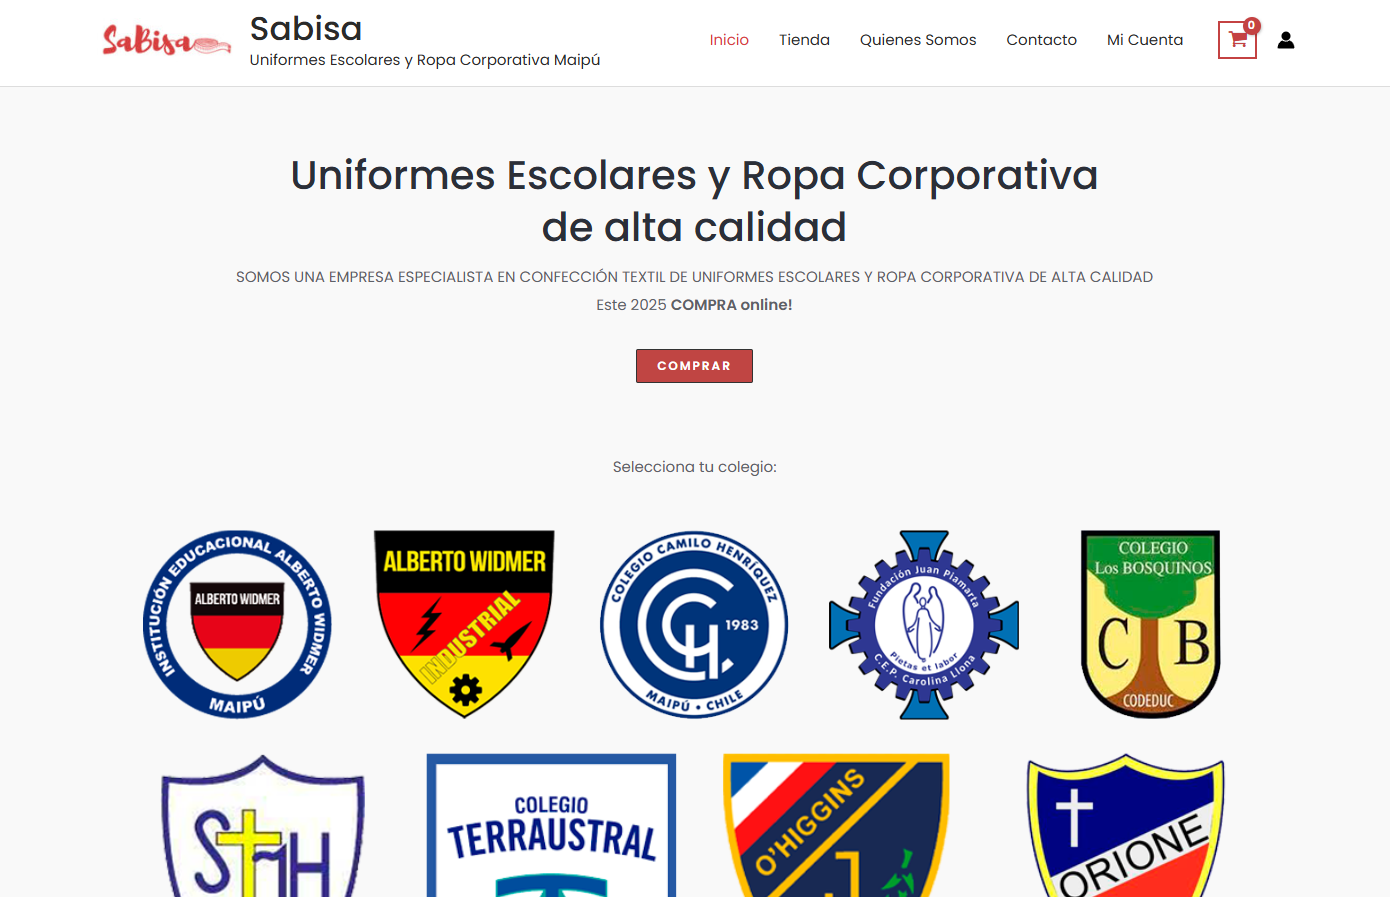 SaBisa
Sabisa
Uniformes Escolares y Ropa Corporativa Maipú
Inicio
Tienda
Quienes Somos
Contacto
Mi Cuenta
0
Uniformes Escolares y Ropa Corporativa
de alta calidad
SOMOS UNA EMPRESA ESPECIALISTA EN CONFECCIÓN TEXTIL DE UNIFORMES ESCOLARES Y ROPA CORPORATIVA DE ALTA CALIDAD
Este 2025 COMPRA online!
COMPRAR
Selecciona tu colegio:
INSTITUCIÓN EDUCACIONAL ALBERTO WIDMER
ALBERTO WIDMER
MAIPÚ
ALBERTO WIDMER
INDUSTRIAL
COLEGIO CAMILO HENRÍQUEZ
CCH.
1983
MAIPÚ • CHILE
Fundación Juan Piamarta
Pietas et labor
C.E.P. Carolina Llona
COLEGIO
Los BOSQUINOS
C B
CODEDUC
STMH
COLEGIO
TERRAUSTRAL
O'HIGGINS
J
ORIONE